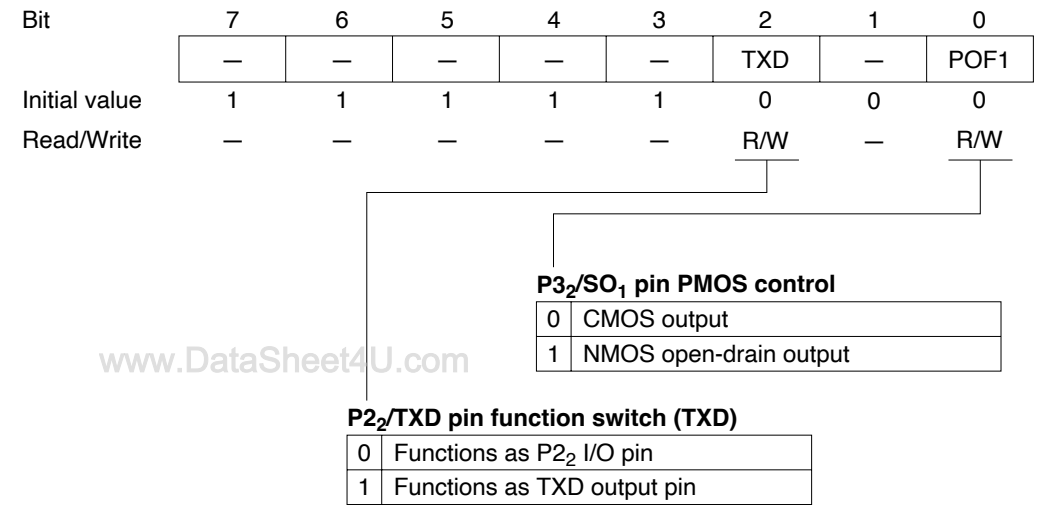 Bit 7 6 5 4 3 2 1 0
— — — — — TXD — POF1
Initial value 1 1 1 1 1 0 0 0
Read/Write — — — — — R/W — R/W
P3₂/SO₁ pin PMOS control
0 CMOS output
1 NMOS open-drain output
www.DataSheet4U.com
P2₂/TXD pin function switch (TXD)
0 Functions as P2₂ I/O pin
1 Functions as TXD output pin